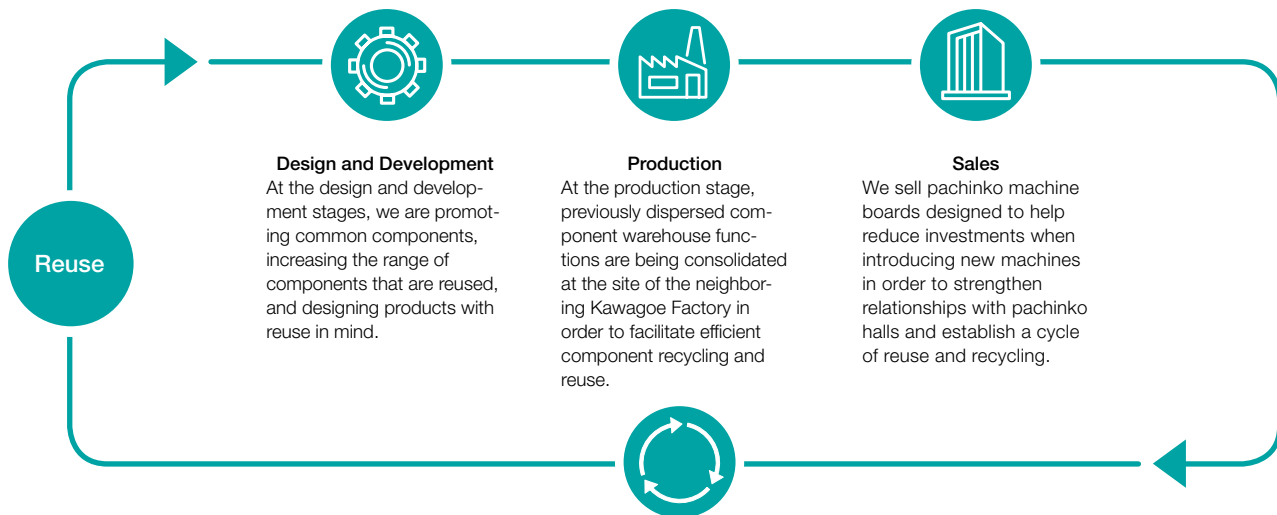 Reuse
Design and Development
At the design and develop-
ment stages, we are promot-
ing common components,
increasing the range of
components that are reused,
and designing products with
reuse in mind.
Production
At the production stage,
previously dispersed com-
ponent warehouse func-
tions are being consolidated
at the site of the neighbor-
ing Kawagoe Factory in
order to facilitate efficient
component recycling and
reuse.
Sales
We sell pachinko machine
boards designed to help
reduce investments when
introducing new machines
in order to strengthen
relationships with pachinko
halls and establish a cycle
of reuse and recycling.